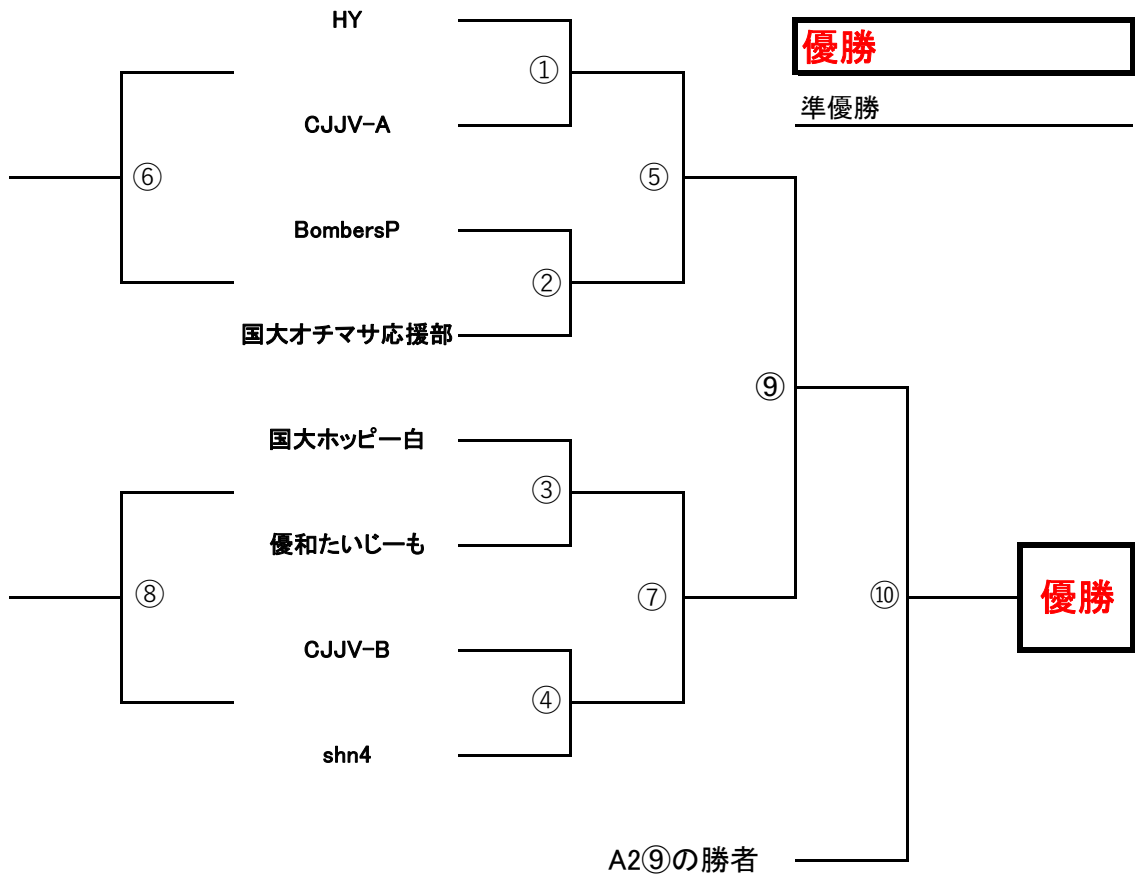 HY
優勝
①
準優勝
CJJV-A
⑥
⑤
BombersP
②
国大オチマサ応援部
⑨
国大ホッピー白
③
優和たいじーも
⑧
⑦
⑩
優勝
CJJV-B
④
shn4
A2⑨の勝者